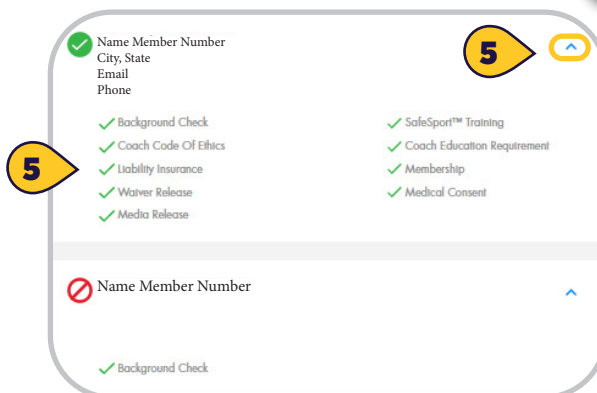 Name Member Number
City, State
Email
Phone
5
5
Background Check
Coach Code Of Ethics
Liability Insurance
Waiver Release
Media Release
SafeSport™ Training
Coach Education Requirement
Membership
Medical Consent
Name Member Number
Background Check